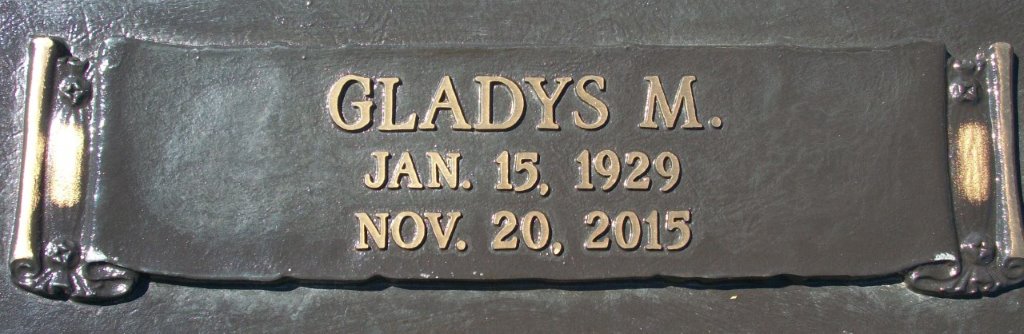 GLADYS M.
JAN. 15, 1929
NOV. 20, 2015